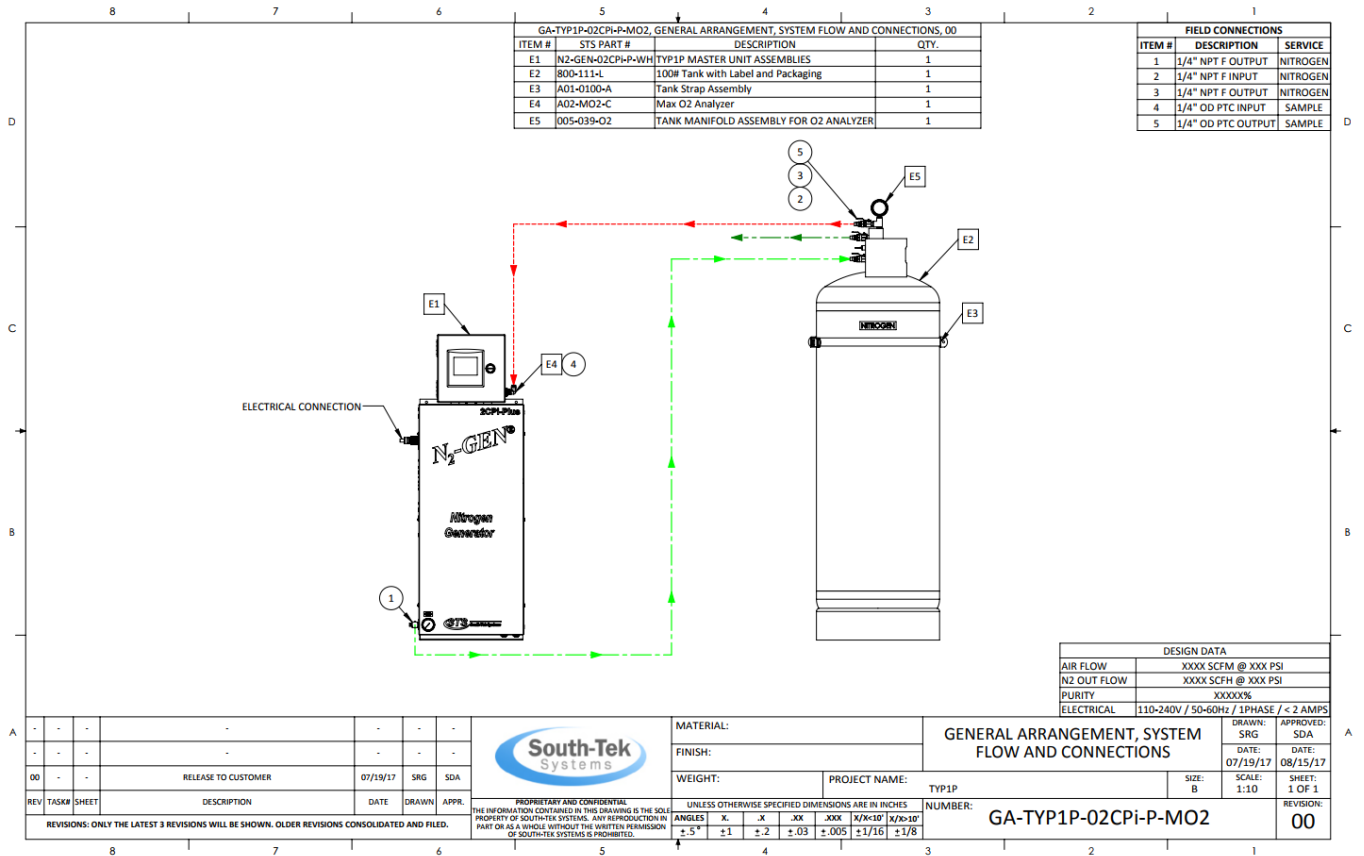 8 7 6 5 4 3 2 1
GA-TYP1P-02CPi-P-MO2, GENERAL ARRANGEMENT, SYSTEM FLOW AND CONNECTIONS, 00
ITEM # STS PART # DESCRIPTION QTY.
E1 N2-GEN-02CPi-P-WH TYP1P MASTER UNIT ASSEMBLIES 1
E2 800-111-L 100# Tank with Label and Packaging 1
E3 A01-0100-A Tank Strap Assembly 1
E4 A02-MO2-C Max O2 Analyzer 1
E5 005-039-O2 TANK MANIFOLD ASSEMBLY FOR O2 ANALYZER 1
FIELD CONNECTIONS
ITEM # DESCRIPTION SERVICE
1 1/4" NPT F OUTPUT NITROGEN
2 1/4" NPT F INPUT NITROGEN
3 1/4" NPT F OUTPUT NITROGEN
4 1/4" OD PTC INPUT SAMPLE
5 1/4" OD PTC OUTPUT SAMPLE
D D
5
3
2
E5
E2
E1
E3
NITROGEN
C C
E4 4
ELECTRICAL CONNECTION
2CPi-Plus
N2-GEN®
Nitrogen
Generator
B B
1
STS
DESIGN DATA
AIR FLOW XXXX SCFM @ XXX PSI
N2 OUT FLOW XXXX SCFH @ XXX PSI
PURITY XXXXX%
ELECTRICAL 110-240V / 50-60Hz / 1PHASE / < 2 AMPS
A A
- - - - - - -
- - - - - - -
00 - - RELEASE TO CUSTOMER 07/19/17 SRG SDA
REV TASK# SHEET DESCRIPTION DATE DRAWN APPR.
REVISIONS: ONLY THE LATEST 3 REVISIONS WILL BE SHOWN. OLDER REVISIONS CONSOLIDATED AND FILED.
South-Tek
Systems
PROPRIETARY AND CONFIDENTIAL
THE INFORMATION CONTAINED IN THIS DRAWING IS THE SOLE
PROPERTY OF SOUTH-TEK SYSTEMS. ANY REPRODUCTION IN
PART OR AS A WHOLE WITHOUT THE WRITTEN PERMISSION
OF SOUTH-TEK SYSTEMS IS PROHIBITED.
MATERIAL:
FINISH:
WEIGHT:
PROJECT NAME:
TYP1P
UNLESS OTHERWISE SPECIFIED DIMENSIONS ARE IN INCHES
ANGLES X. .X .XX .XXX X/X<10' X/X>10'
±.5° ±1 ±.2 ±.03 ±.005 ±1/16 ±1/8
GENERAL ARRANGEMENT, SYSTEM
FLOW AND CONNECTIONS
DRAWN:
SRG
APPROVED:
SDA
DATE:
07/19/17
DATE:
08/15/17
SIZE:
B
SCALE:
1:10
SHEET:
1 OF 1
NUMBER:
GA-TYP1P-02CPi-P-MO2
REVISION:
00
8 7 6 5 4 3 2 1